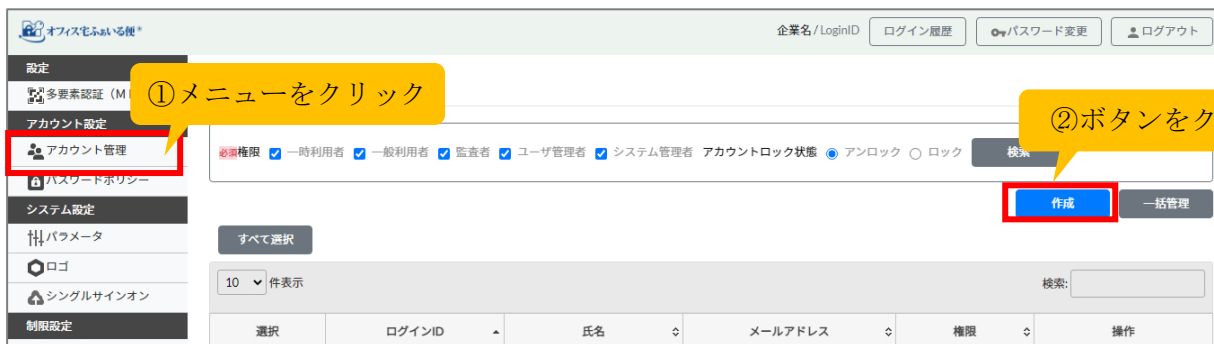 オフィス宅ふぁいる便®
企業名/LoginID ログイン履歴 パスワード変更 ログアウト
設定
多要素認証（M
①メニューをクリック
アカウント設定
②ボタンをク
アカウント管理
必須権限 一時利用者 一般利用者 監査者 ユーザ管理者 システム管理者 アカウントロック状態 アンロック ロック 検索
パスワードポリシー
システム設定
作成 一括管理
パラメータ
すべて選択
ロゴ
10 件表示 検索:
シングルサインオン
制限設定
選択 ログインID 氏名 メールアドレス 権限 操作